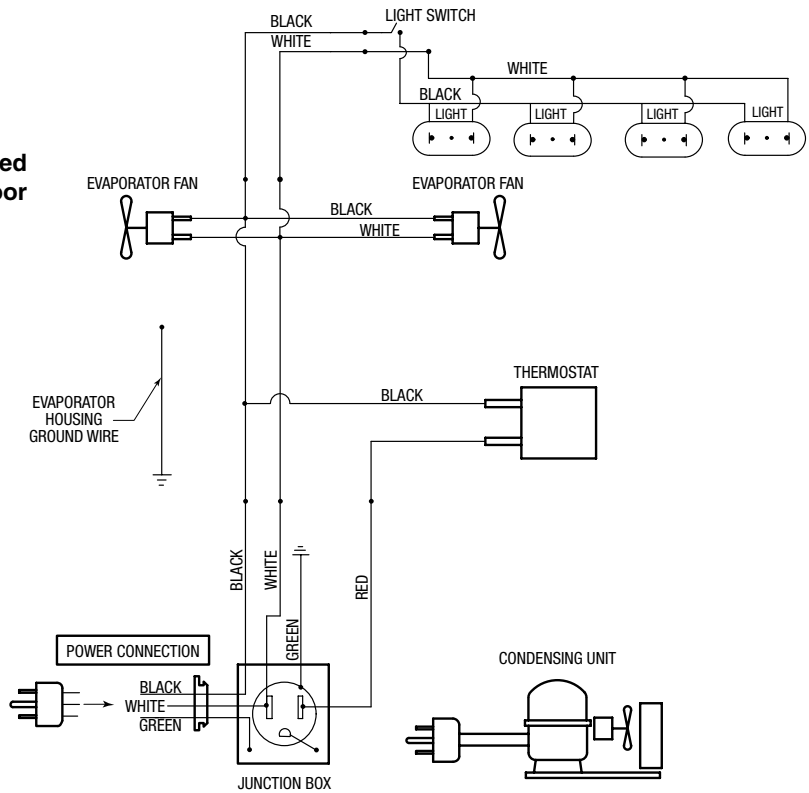 LIGHT SWITCH
BLACK
WHITE
WHITE
BLACK
LIGHT
LIGHT
LIGHT
LIGHT
ed
or
EVAPORATOR FAN
EVAPORATOR FAN
BLACK
WHITE
THERMOSTAT
BLACK
EVAPORATOR
HOUSING
GROUND WIRE
BLACK
WHITE
GREEN
RED
POWER CONNECTION
CONDENSING UNIT
BLACK
WHITE
GREEN
JUNCTION BOX